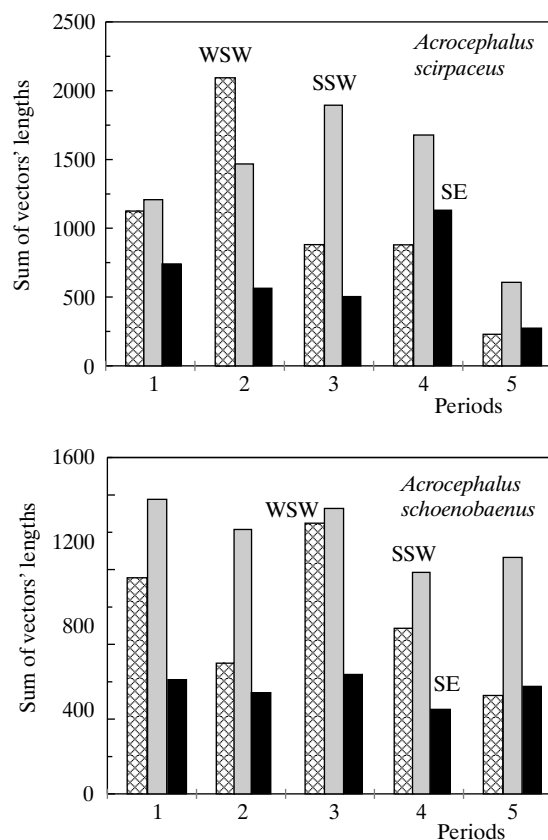 2500
2000
1500
1000
500
0
Sum of vectors' lengths
Acrocephalus
scirpaceus
WSW
SSW
SE
1 2 3 4 5
Periods
1600
1200
800
400
0
Sum of vectors' lengths
Acrocephalus
schoenobaenus
WSW
SSW
SE
1 2 3 4 5
Periods